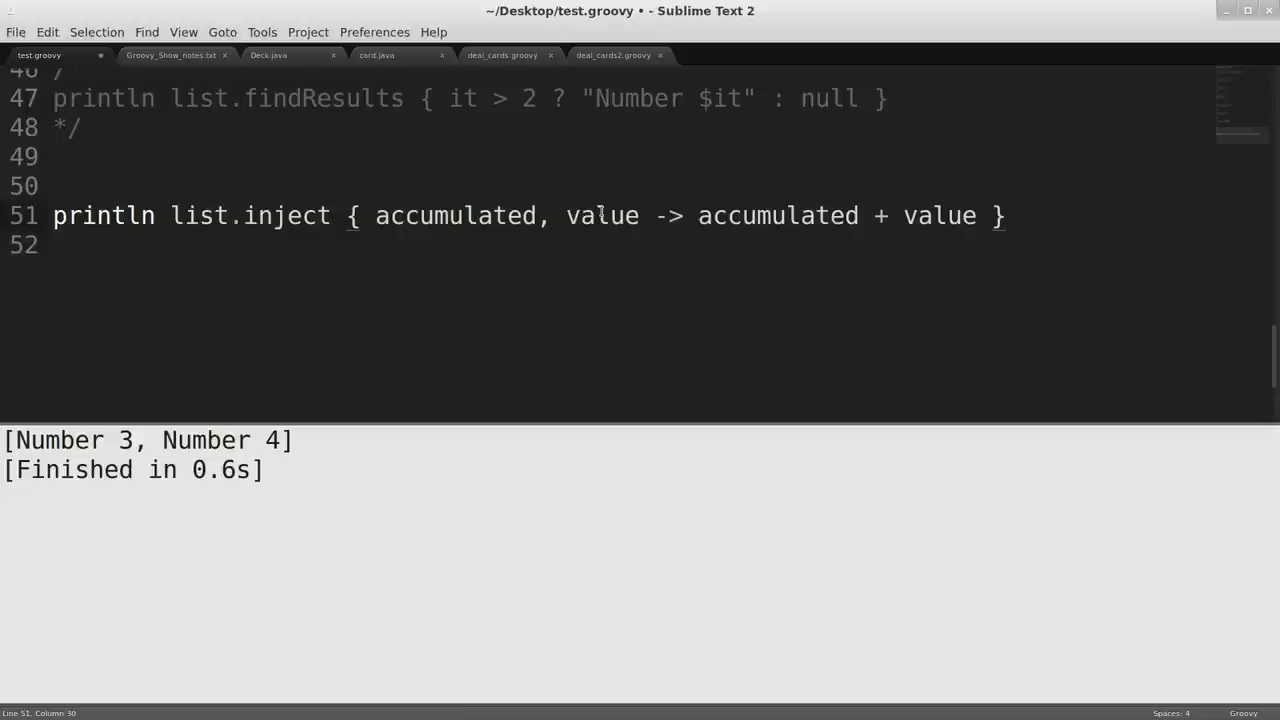 ~/Desktop/test.groovy • - Sublime Text 2
File Edit Selection Find View Goto Tools Project Preferences Help
test.groovy Groovy_Show_notes.txt Deck.java card.java deal_cards.groovy deal_cards2.groovy
46 /*
47 println list.findResults { it > 2 ? "Number $it" : null }
48 */
49
50
51 println list.inject { accumulated, value -> accumulated + value }
52
[Number 3, Number 4]
[Finished in 0.6s]
Line 51, Column 30 Spaces: 4 Groovy